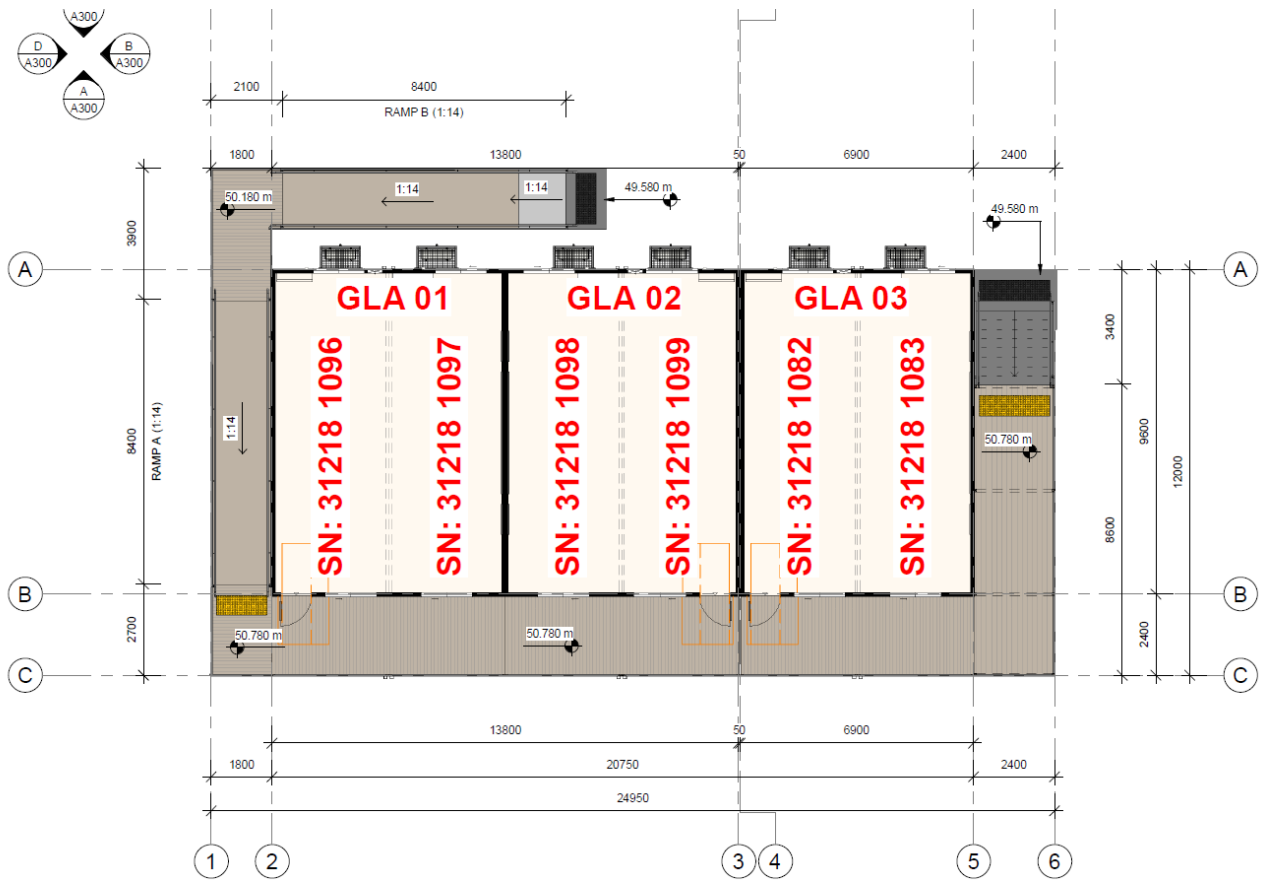 A300
D
A300
B
A300
A
A300
2100
8400
RAMP B (1:14)
1800
13800
50
6900
2400
50.180 m
1:14
1:14
49.580 m
49.580 m
3900
A
A
GLA 01
GLA 02
GLA 03
SN: 31218 1096
SN: 31218 1097
SN: 31218 1098
SN: 31218 1099
SN: 31218 1082
SN: 31218 1083
3400
1:14
8400
RAMP A (1:14)
50.780 m
9600
12000
8600
B
B
2700
50.780 m
50.780 m
2400
C
C
13800
50
6900
1800
20750
2400
24950
1
2
3
4
5
6